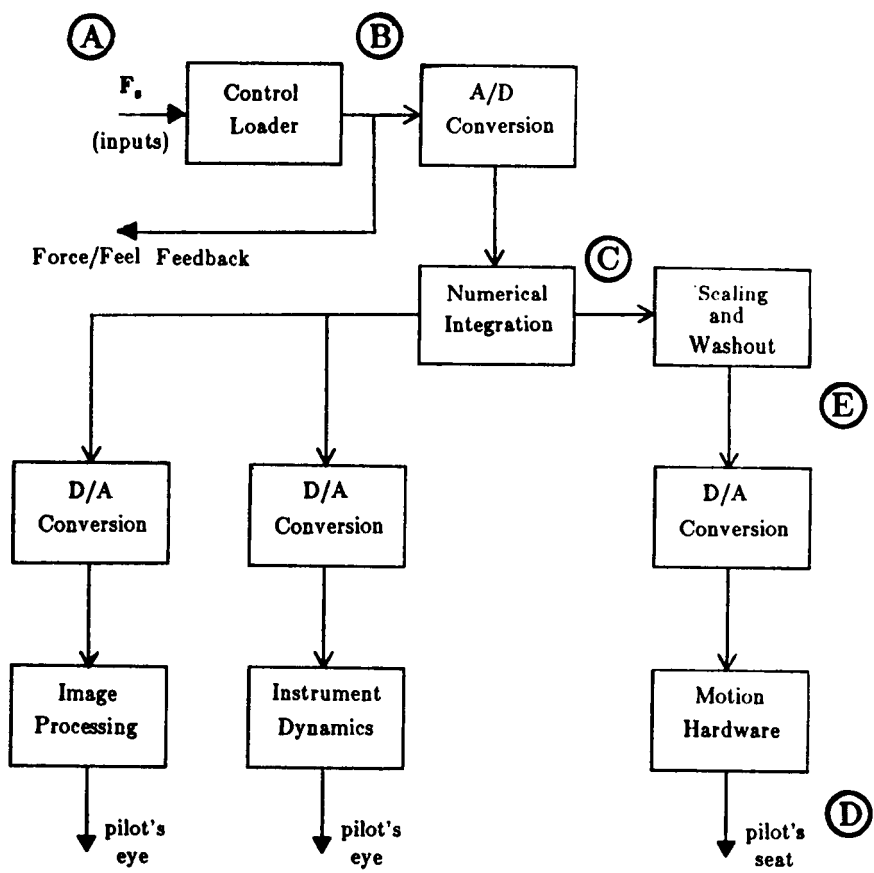 A
B
F_s
(inputs)
Control
Loader
A/D
Conversion
Force/Feel Feedback
C
Numerical
Integration
Scaling
and
Washout
E
D/A
Conversion
D/A
Conversion
D/A
Conversion
Image
Processing
Instrument
Dynamics
Motion
Hardware
D
pilot's
eye
pilot's
eye
pilot's
seat